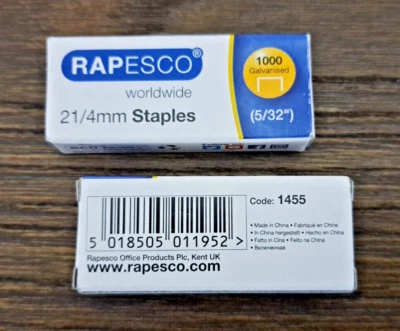 RAPESCO®
worldwide
21/4mm Staples
1000
Galvanised
(5/32")
Code: 1455
5 018505 011952 >
• Made in China • Fabriqué en Chine
• In China hergestellt • Hecho en China
• Fatto in Cina • Feito na China
Rapesco Office Products Plc, Kent UK
www.rapesco.com